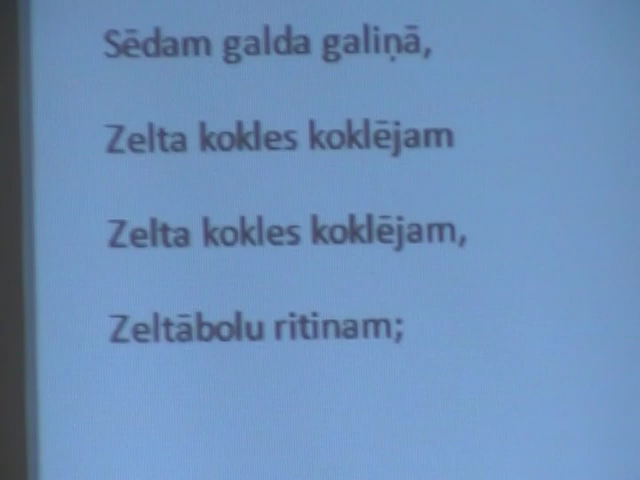 Sēdam galda galiņā,
Zelta kokles koklējam
Zelta kokles koklējam,
Zeltābolu ritinam;